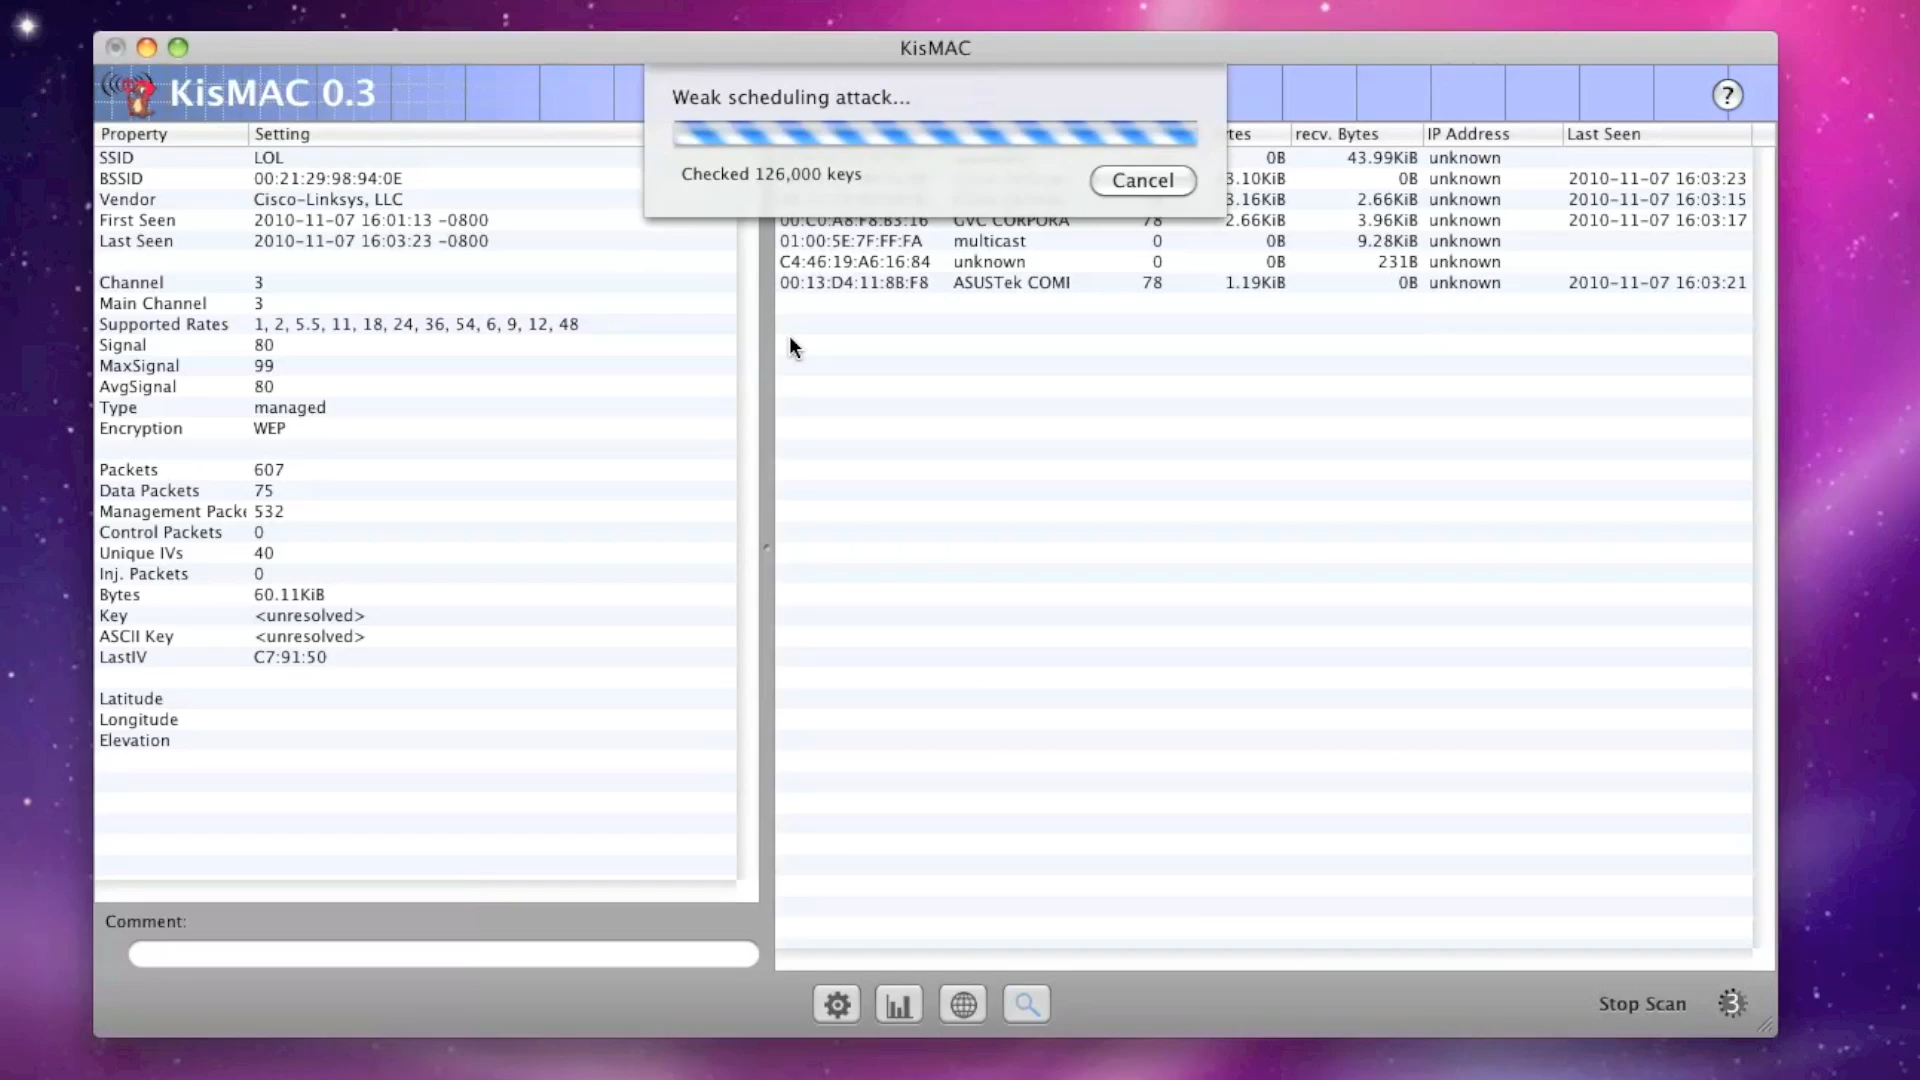 KisMAC
KisMAC 0.3
?
Weak scheduling attack...
Checked 126,000 keys
Cancel
Property Setting
SSID LOL
BSSID 00:21:29:98:94:0E
Vendor Cisco-Linksys, LLC
First Seen 2010-11-07 16:01:13 -0800
Last Seen 2010-11-07 16:03:23 -0800
Channel 3
Main Channel 3
Supported Rates 1, 2, 5.5, 11, 18, 24, 36, 54, 6, 9, 12, 48
Signal 80
MaxSignal 99
AvgSignal 80
Type managed
Encryption WEP
Packets 607
Data Packets 75
Management Packe 532
Control Packets 0
Unique IVs 40
Inj. Packets 0
Bytes 60.11KiB
Key <unresolved>
ASCII Key <unresolved>
LastIV C7:91:50
Latitude
Longitude
Elevation
Comment:
tes recv. Bytes IP Address Last Seen
0B 43.99KiB unknown
3.10KiB 0B unknown 2010-11-07 16:03:23
3.16KiB 2.66KiB unknown 2010-11-07 16:03:15
00:C0:A8:F8:B3:16 GVC CORPORA 78 2.66KiB 3.96KiB unknown 2010-11-07 16:03:17
01:00:5E:7F:FF:FA multicast 0 0B 9.28KiB unknown
C4:46:19:A6:16:84 unknown 0 0B 231B unknown
00:13:D4:11:8B:F8 ASUSTek COMI 78 1.19KiB 0B unknown 2010-11-07 16:03:21
Stop Scan 3